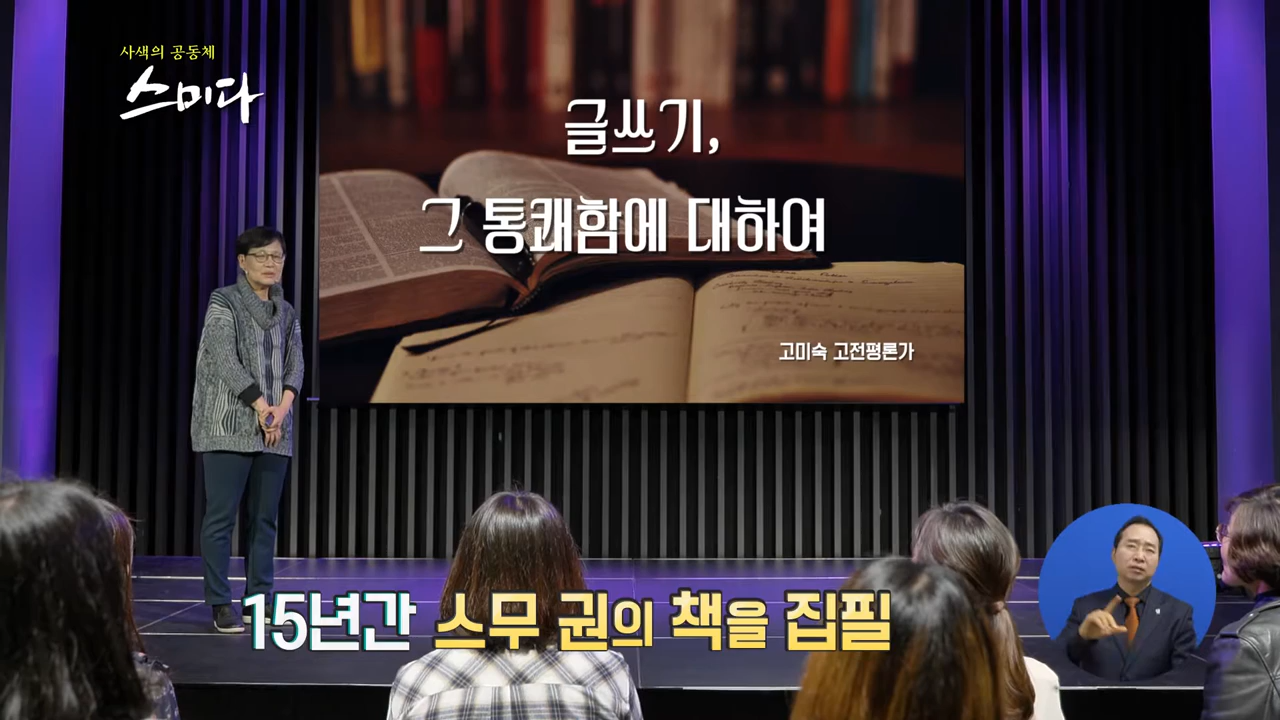 사색의 공동체
스미다
글쓰기,
그 통쾌함에 대하여
고미숙 고전평론가
15년간 스무 권의 책을 집필